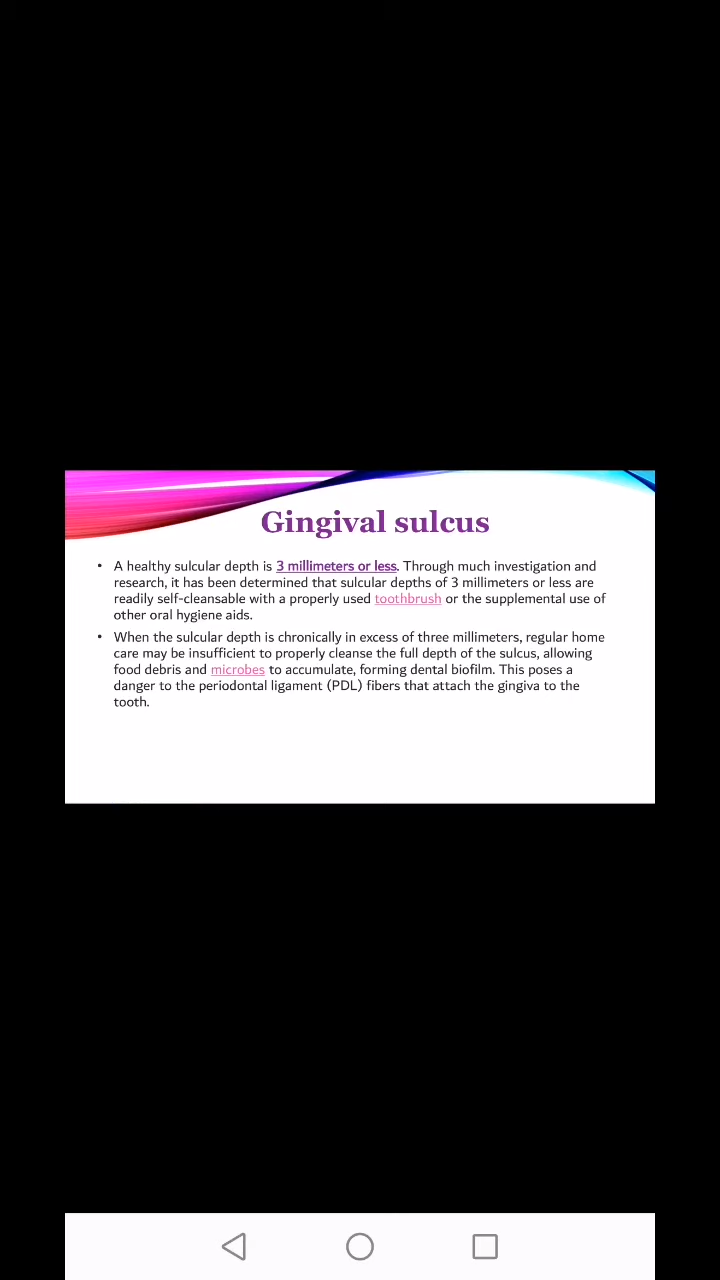 Gingival sulcus
• A healthy sulcular depth is 3 millimeters or less. Through much investigation and
research, it has been determined that sulcular depths of 3 millimeters or less are
readily self-cleansable with a properly used toothbrush or the supplemental use of
other oral hygiene aids.
• When the sulcular depth is chronically in excess of three millimeters, regular home
care may be insufficient to properly cleanse the full depth of the sulcus, allowing
food debris and microbes to accumulate, forming dental biofilm. This poses a
danger to the periodontal ligament (PDL) fibers that attach the gingiva to the
tooth.